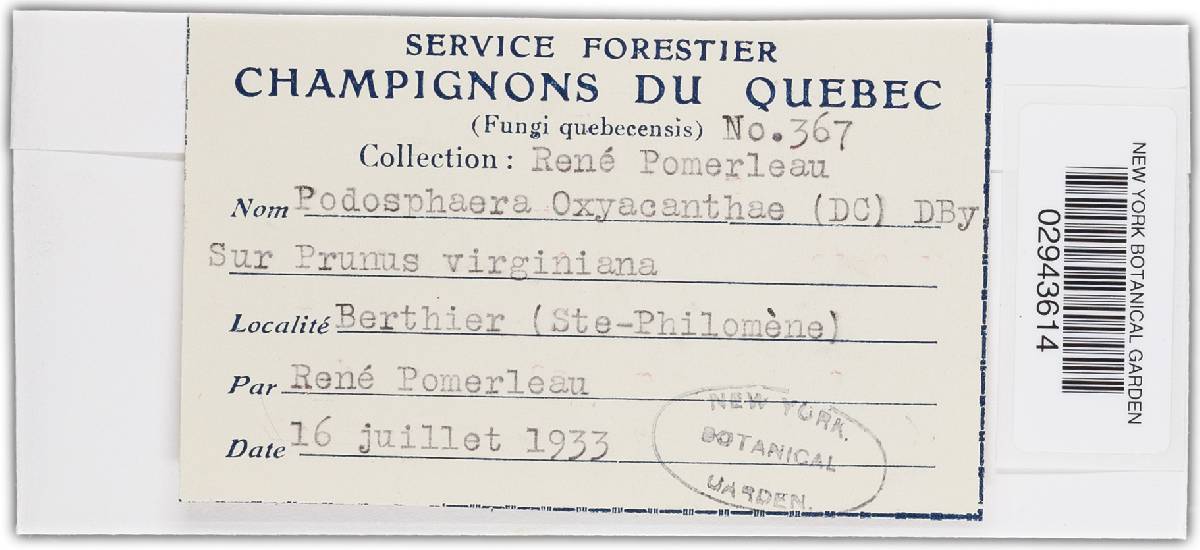 SERVICE FORESTIER
CHAMPIGNONS DU QUEBEC
(Fungi quebecensis) No.367
Collection: René Pomerleau
Nom Podosphaera Oxyacanthae (DC) DBy
Sur Prunus virginiana
Localité Berthier (Ste-Philomène)
Par René Pomerleau
Date 16 juillet 1933
NEW YORK
BOTANICAL
GARDEN.
NEW YORK BOTANICAL GARDEN
02943614